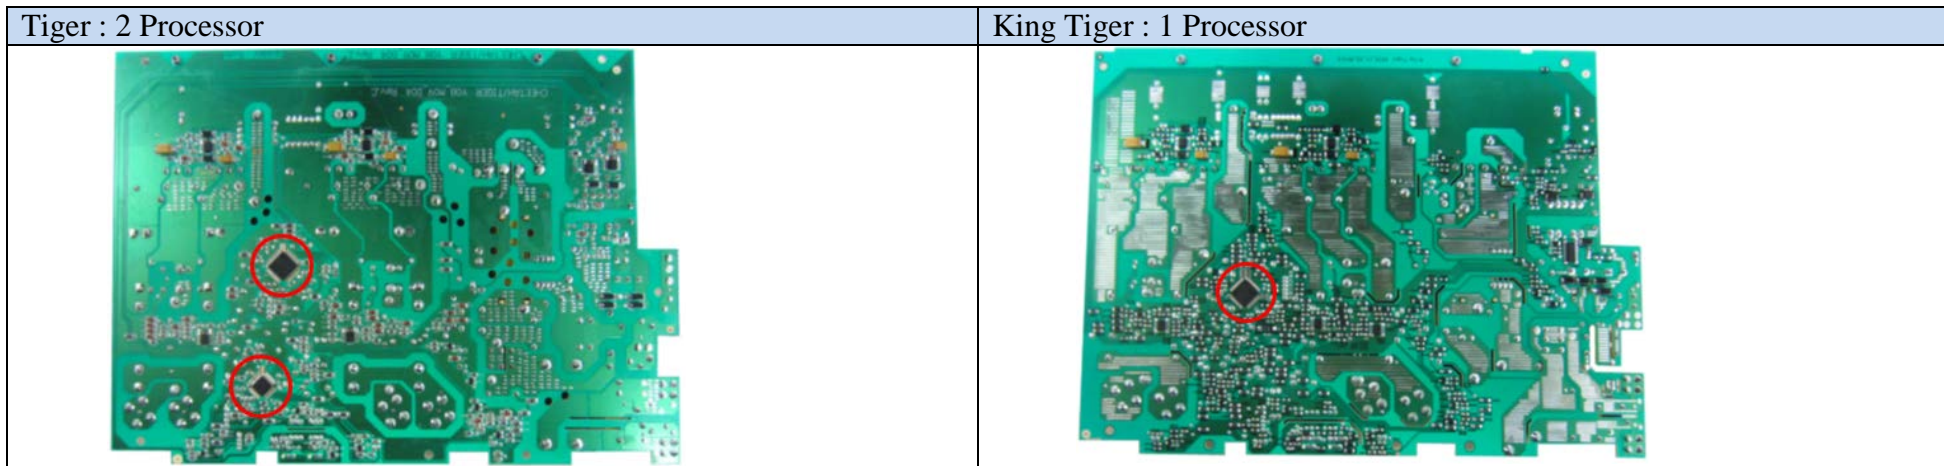 Tiger : 2 Processor
King Tiger : 1 Processor